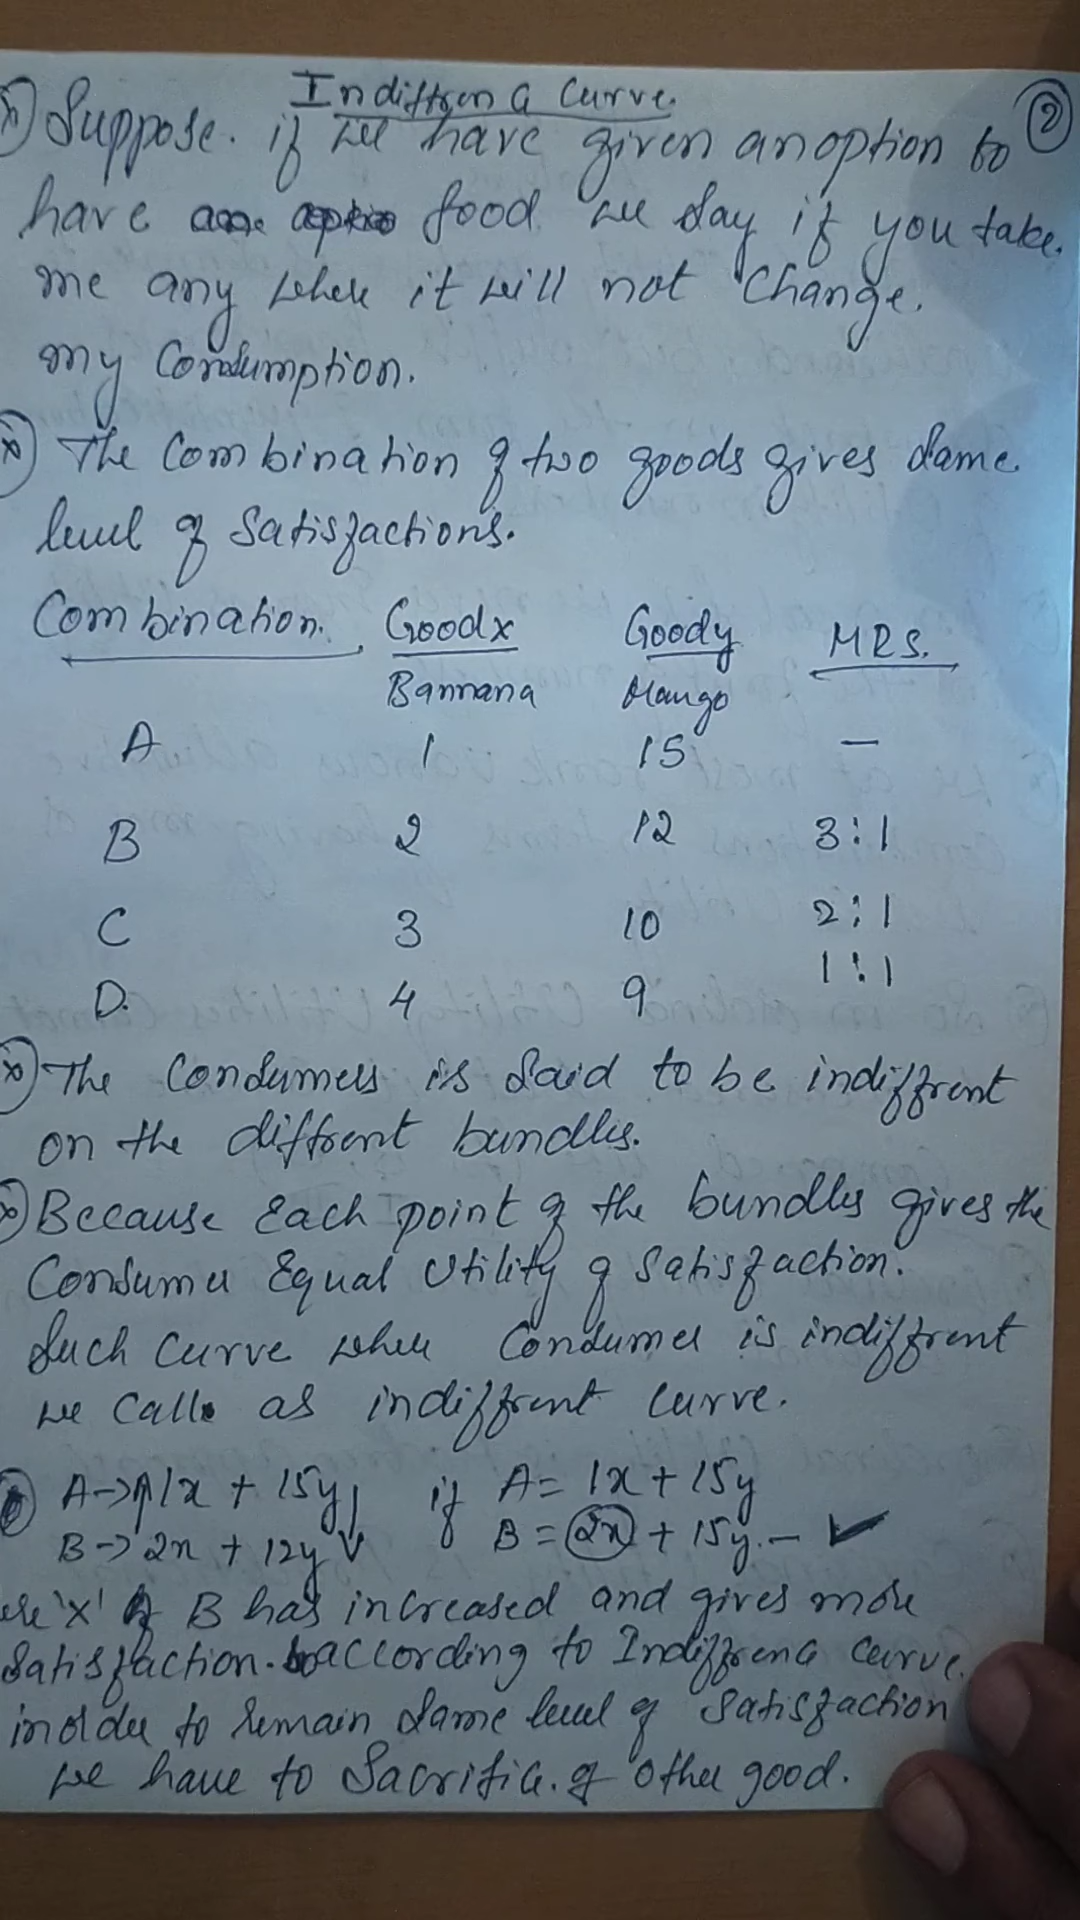 Indiffrence Curve.
②
Suppose. if we have given an option to
have food we say if you take.
me any where it will not change.
my Consumption.
The Combination of two goods gives same
level of Satisfactions.
Combination. Good x Good y MRS.
Bannana Mango
A 1 15 –
B 2 12 3:1
C 3 10 2:1
D. 4 9 1:1
The Consumers is said to be indiffrent
on the diffrent bundles.
Because Each point of the bundles gives the
Consumer Equal Utility of Satisfaction.
Such Curve where Consumer is indiffrent
we Call as indiffrent curve.
A→↑1x + 15y↓ if A= 1x + 15y
B→ 2x + 12y B = 2x + 15y.– ✓
'x' of B has increased and gives more
Satisfaction. according to Indiffrence Curve.
inorder to remain same level of Satisfaction
we have to Sacrifice. of other good.